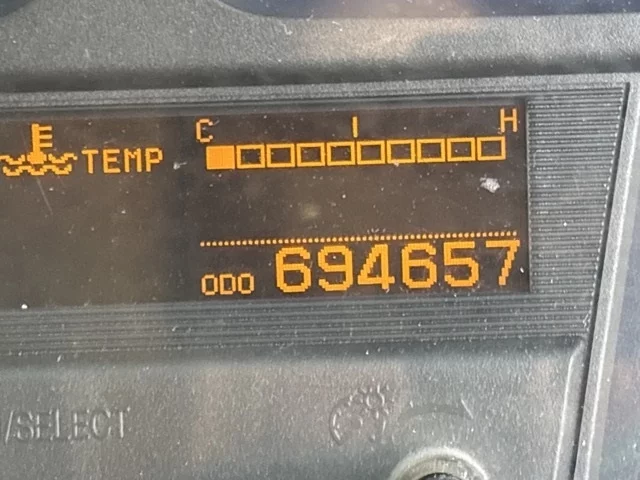 C H
TEMP
ODO 694657
/SELECT